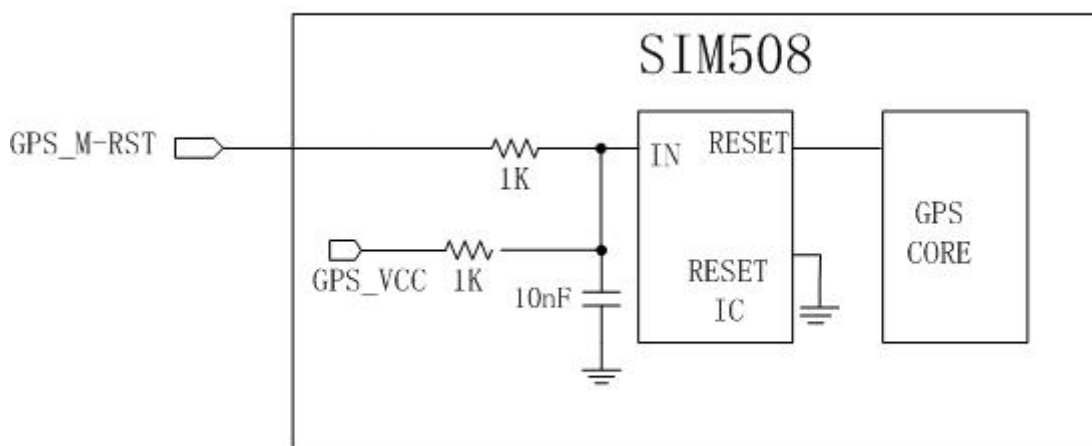 SIM508
GPS_M-RST
1K
IN
RESET
GPS_VCC
1K
10nF
RESET
IC
GPS
CORE